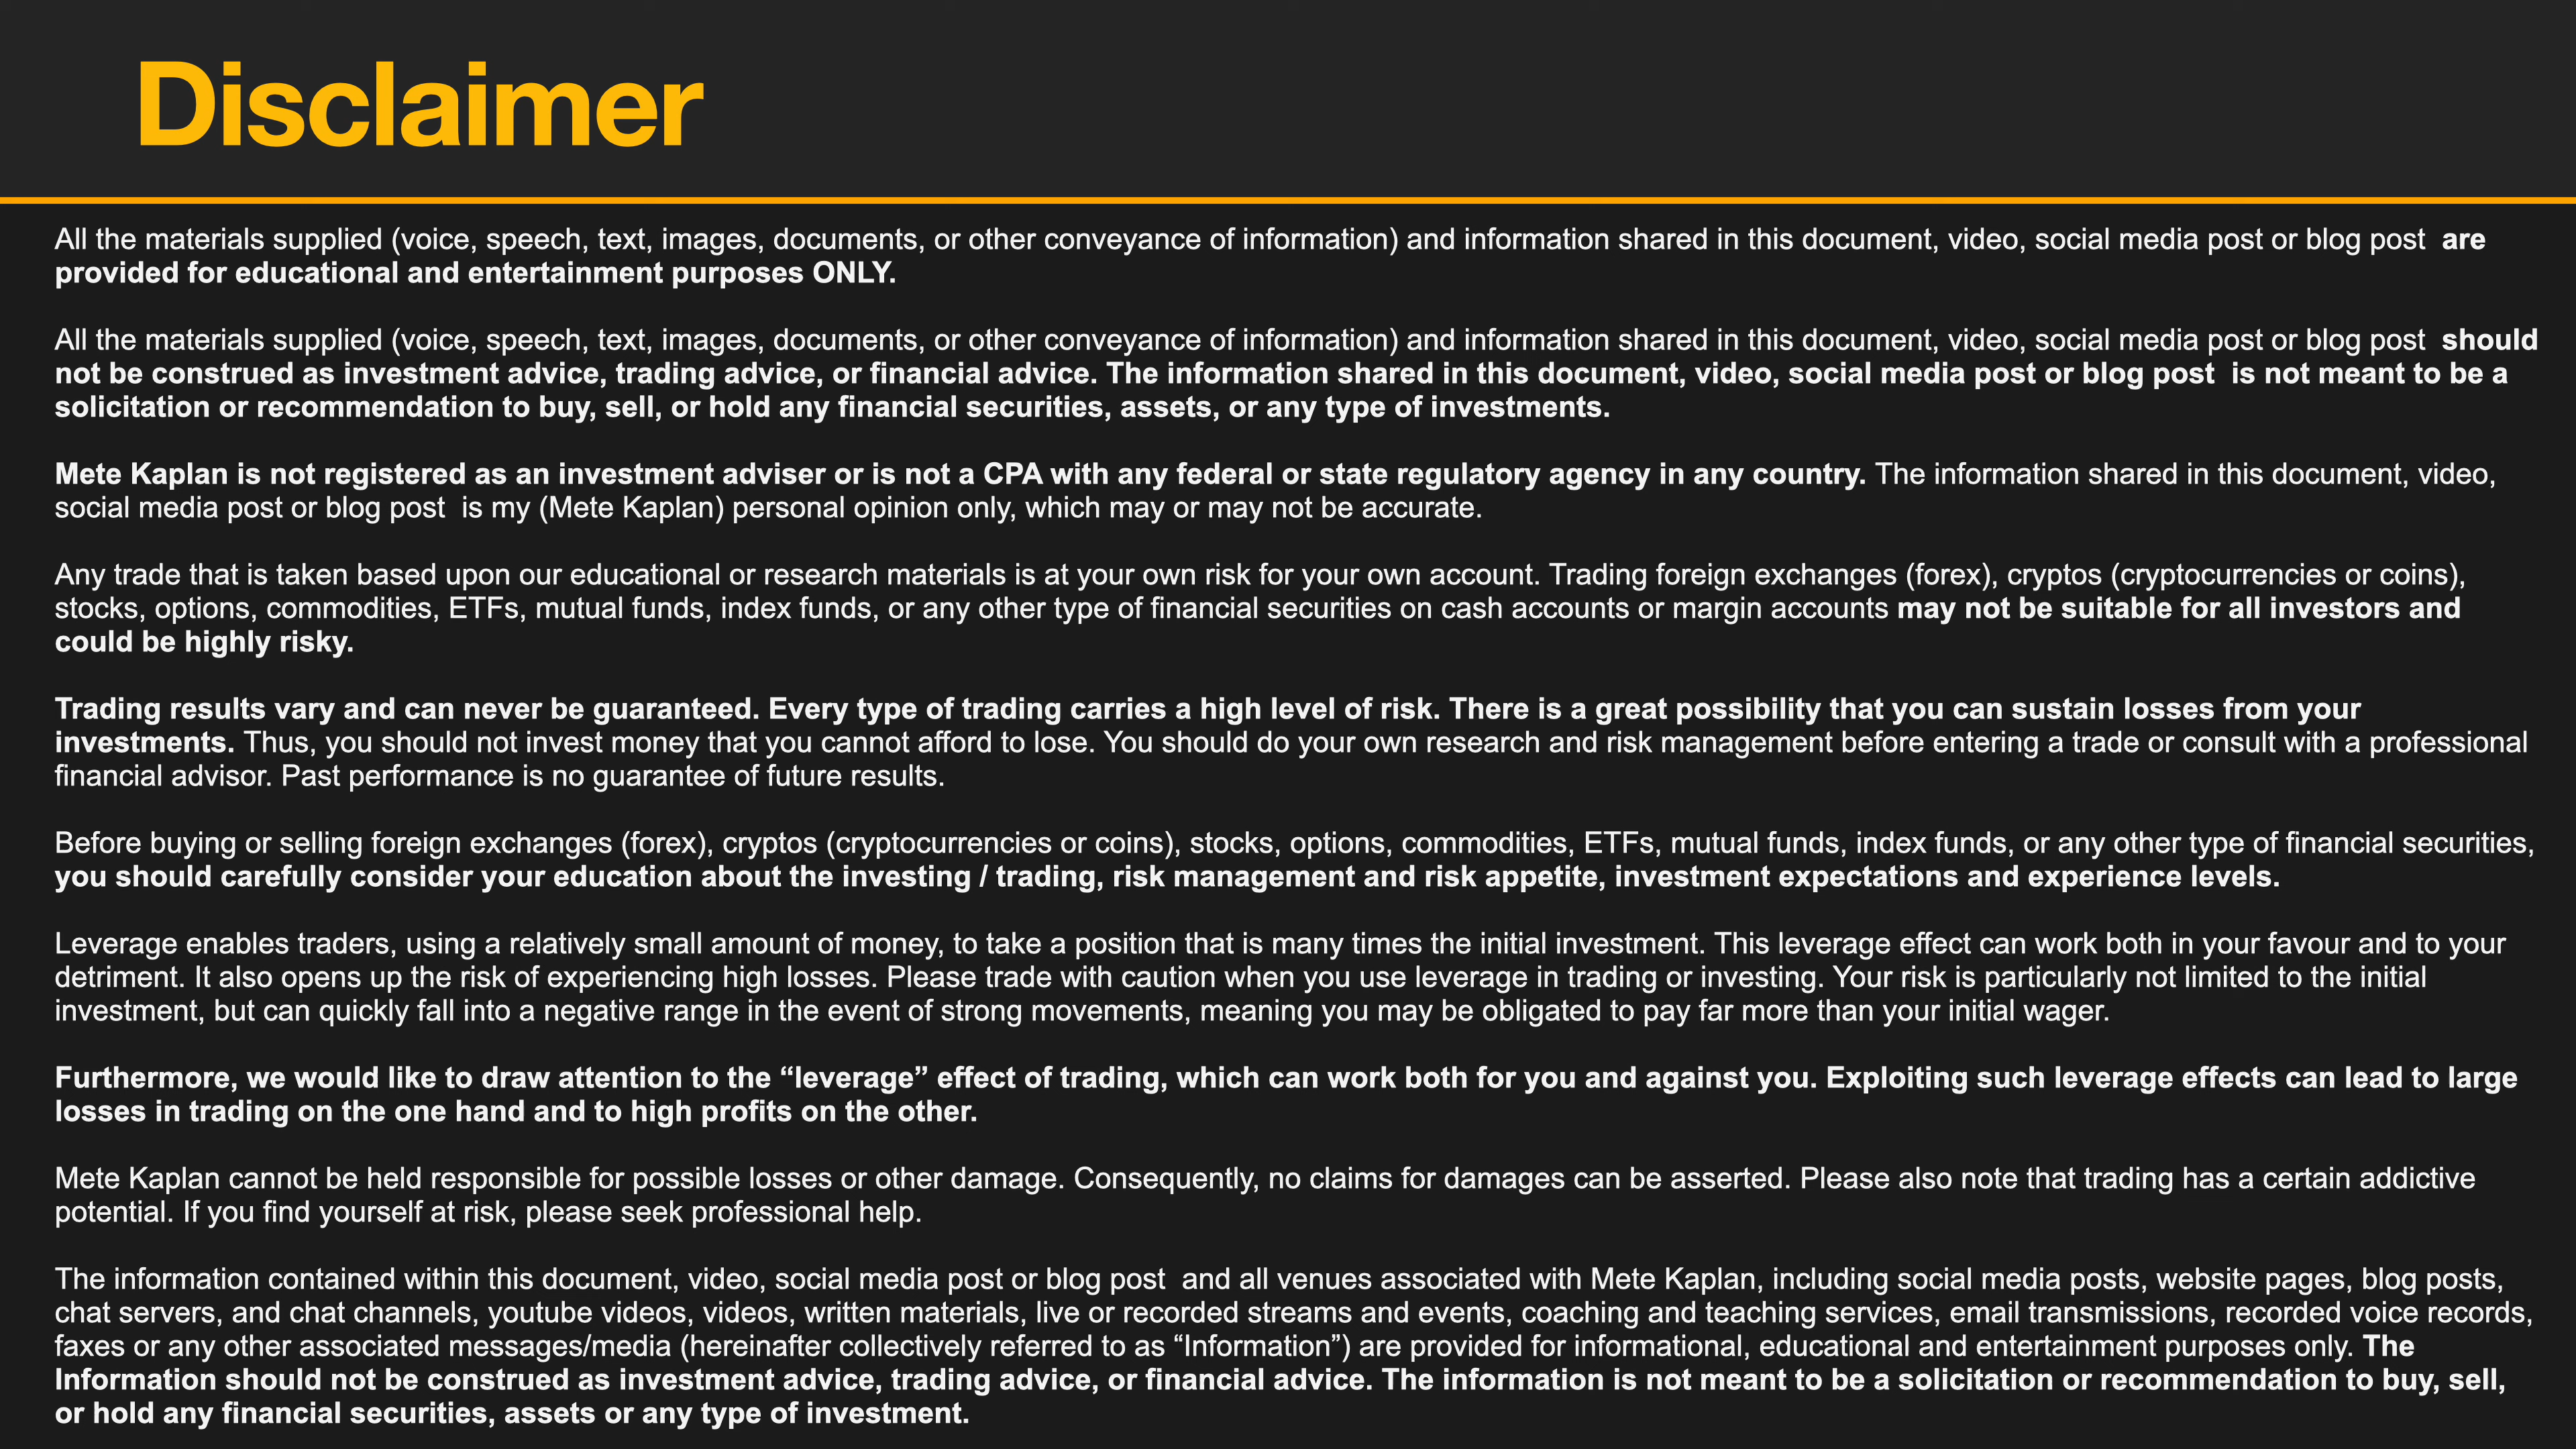 Disclaimer
All the materials supplied (voice, speech, text, images, documents, or other conveyance of information) and information shared in this document, video, social media post or blog post  are
provided for educational and entertainment purposes ONLY.
All the materials supplied (voice, speech, text, images, documents, or other conveyance of information) and information shared in this document, video, social media post or blog post  should
not be construed as investment advice, trading advice, or financial advice. The information shared in this document, video, social media post or blog post  is not meant to be a
solicitation or recommendation to buy, sell, or hold any financial securities, assets, or any type of investments.
Mete Kaplan is not registered as an investment adviser or is not a CPA with any federal or state regulatory agency in any country. The information shared in this document, video,
social media post or blog post  is my (Mete Kaplan) personal opinion only, which may or may not be accurate.
Any trade that is taken based upon our educational or research materials is at your own risk for your own account. Trading foreign exchanges (forex), cryptos (cryptocurrencies or coins),
stocks, options, commodities, ETFs, mutual funds, index funds, or any other type of financial securities on cash accounts or margin accounts may not be suitable for all investors and
could be highly risky.
Trading results vary and can never be guaranteed. Every type of trading carries a high level of risk. There is a great possibility that you can sustain losses from your
investments. Thus, you should not invest money that you cannot afford to lose. You should do your own research and risk management before entering a trade or consult with a professional
financial advisor. Past performance is no guarantee of future results.
Before buying or selling foreign exchanges (forex), cryptos (cryptocurrencies or coins), stocks, options, commodities, ETFs, mutual funds, index funds, or any other type of financial securities,
you should carefully consider your education about the investing / trading, risk management and risk appetite, investment expectations and experience levels.
Leverage enables traders, using a relatively small amount of money, to take a position that is many times the initial investment. This leverage effect can work both in your favour and to your
detriment. It also opens up the risk of experiencing high losses. Please trade with caution when you use leverage in trading or investing. Your risk is particularly not limited to the initial
investment, but can quickly fall into a negative range in the event of strong movements, meaning you may be obligated to pay far more than your initial wager.
Furthermore, we would like to draw attention to the “leverage” effect of trading, which can work both for you and against you. Exploiting such leverage effects can lead to large
losses in trading on the one hand and to high profits on the other.
Mete Kaplan cannot be held responsible for possible losses or other damage. Consequently, no claims for damages can be asserted. Please also note that trading has a certain addictive
potential. If you find yourself at risk, please seek professional help.
The information contained within this document, video, social media post or blog post  and all venues associated with Mete Kaplan, including social media posts, website pages, blog posts,
chat servers, and chat channels, youtube videos, videos, written materials, live or recorded streams and events, coaching and teaching services, email transmissions, recorded voice records,
faxes or any other associated messages/media (hereinafter collectively referred to as “Information”) are provided for informational, educational and entertainment purposes only. The
Information should not be construed as investment advice, trading advice, or financial advice. The information is not meant to be a solicitation or recommendation to buy, sell,
or hold any financial securities, assets or any type of investment.